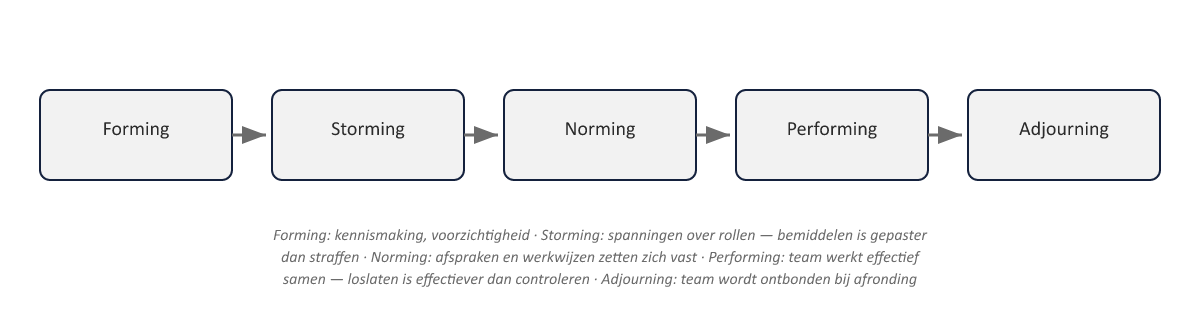 Forming
Storming
Norming
Performing
Adjourning
Forming: kennismaking, voorzichtigheid · Storming: spanningen over rollen — bemiddelen is gepaster
dan straffen · Norming: afspraken en werkwijzen zetten zich vast · Performing: team werkt effectief
samen — loslaten is effectiever dan controleren · Adjourning: team wordt ontbonden bij afronding